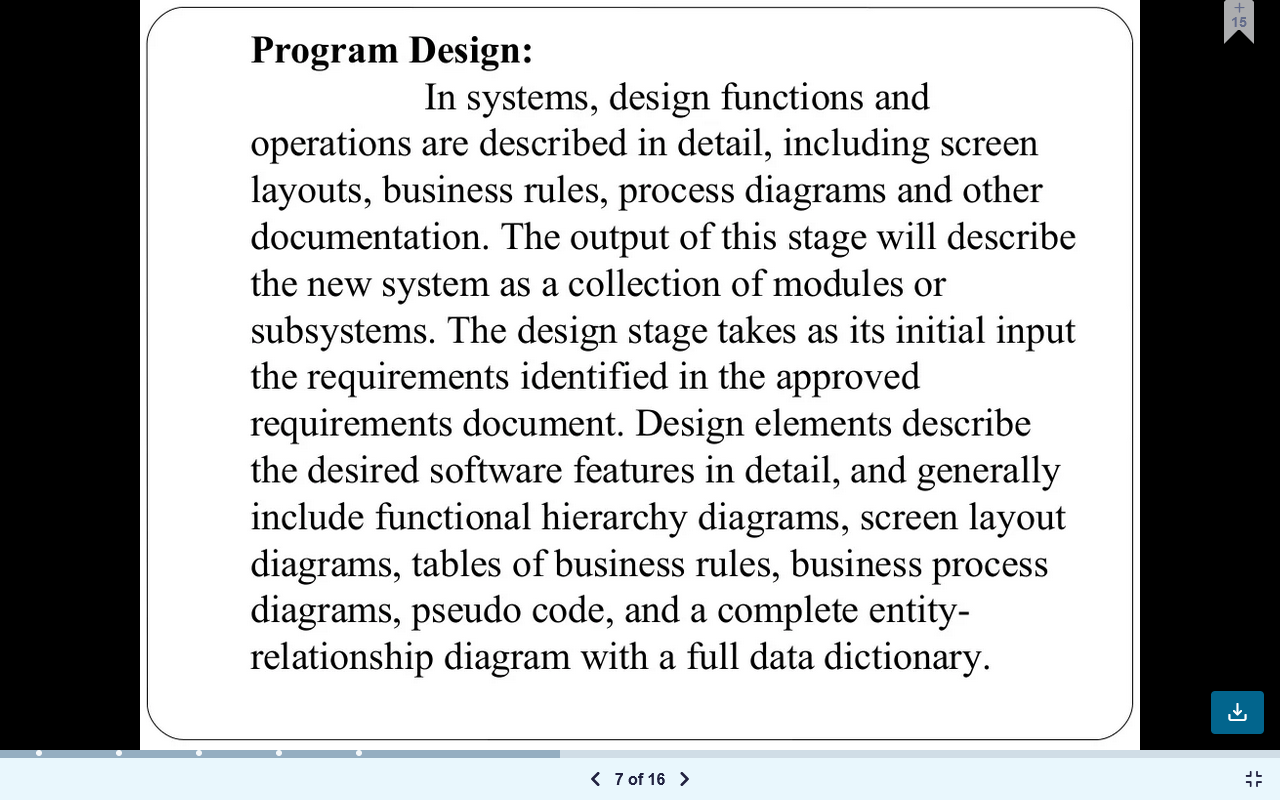 Program Design:
In systems, design functions and
operations are described in detail, including screen
layouts, business rules, process diagrams and other
documentation. The output of this stage will describe
the new system as a collection of modules or
subsystems. The design stage takes as its initial input
the requirements identified in the approved
requirements document. Design elements describe
the desired software features in detail, and generally
include functional hierarchy diagrams, screen layout
diagrams, tables of business rules, business process
diagrams, pseudo code, and a complete entity-
relationship diagram with a full data dictionary.
+
15
7 of 16